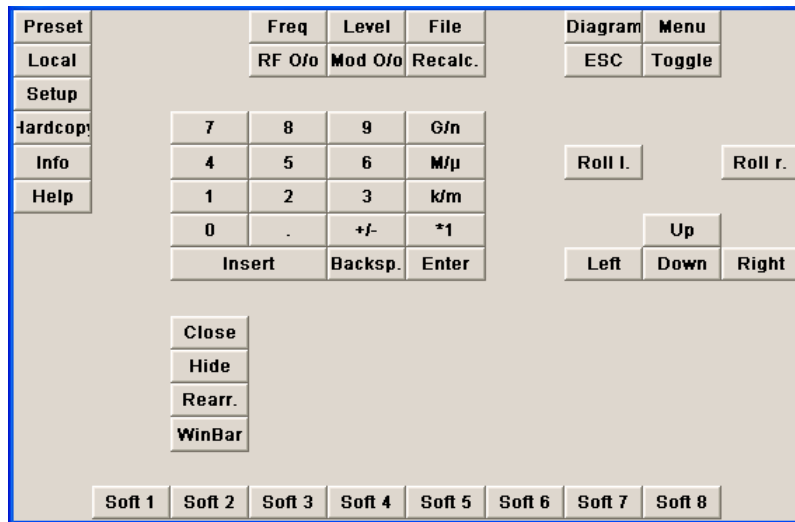 Preset Freq Level File Diagram Menu
Local RF O/o Mod O/o Recalc. ESC Toggle
Setup
Hardcopy 7 8 9 G/n
Info 4 5 6 M/µ Roll l. Roll r.
Help 1 2 3 k/m
0 . +/- *1 Up
Insert Backsp. Enter Left Down Right
Close
Hide
Rearr.
WinBar
Soft 1 Soft 2 Soft 3 Soft 4 Soft 5 Soft 6 Soft 7 Soft 8